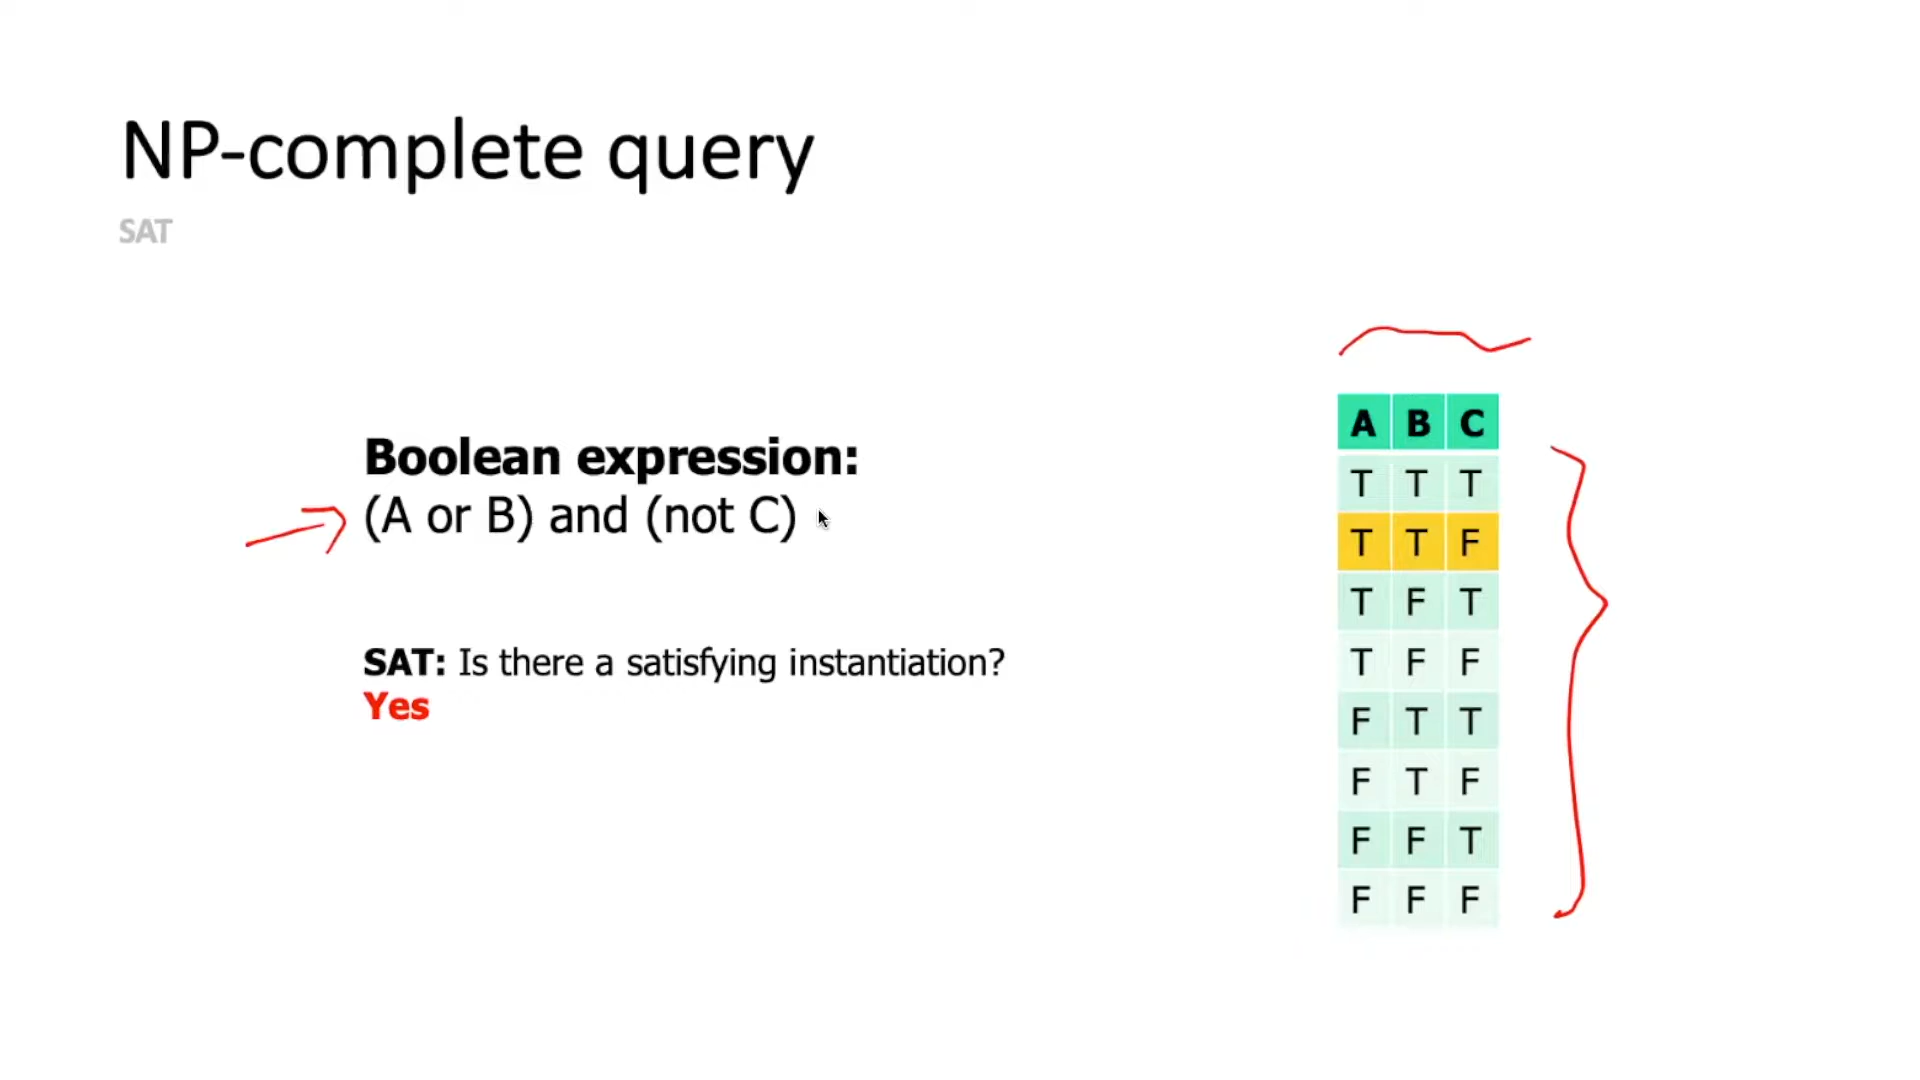 NP-complete query
SAT
Boolean expression:
(A or B) and (not C)
SAT: Is there a satisfying instantiation?
Yes
A B C
T T T
T T F
T F T
T F F
F T T
F T F
F F T
F F F